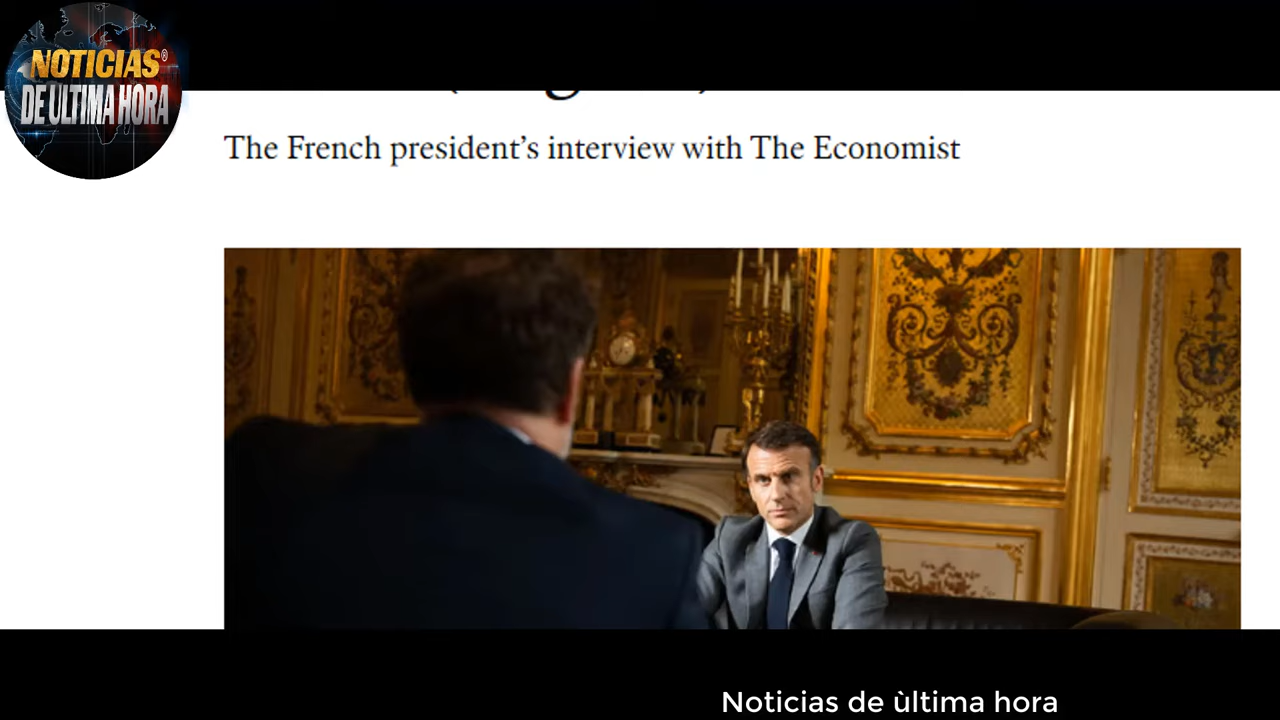 NOTICIAS®
DE ULTIMA HORA
The French president's interview with The Economist
Noticias de ùltima hora